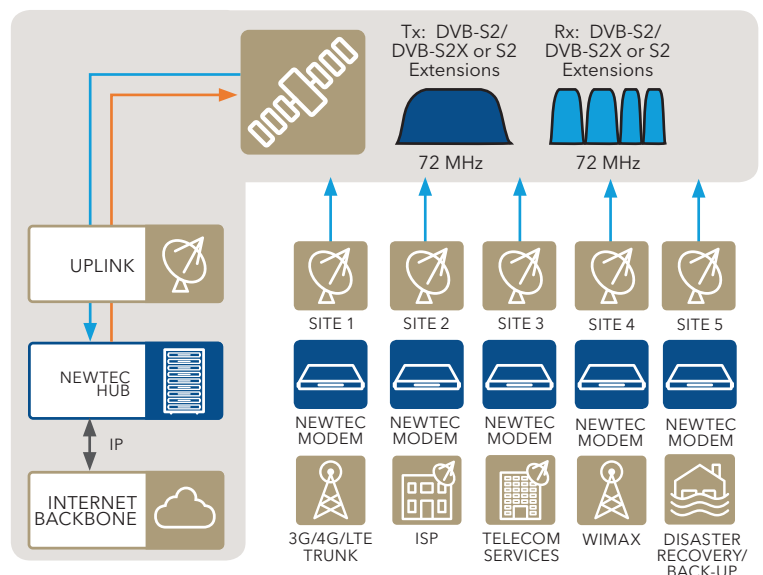 Tx: DVB-S2/
DVB-S2X or S2
Extensions
72 MHz
Rx: DVB-S2/
DVB-S2X or S2
Extensions
72 MHz
UPLINK
NEWTEC
HUB
IP
INTERNET
BACKBONE
SITE 1
SITE 2
SITE 3
SITE 4
SITE 5
NEWTEC
MODEM
NEWTEC
MODEM
NEWTEC
MODEM
NEWTEC
MODEM
NEWTEC
MODEM
3G/4G/LTE
TRUNK
ISP
TELECOM
SERVICES
WIMAX
DISASTER
RECOVERY/
BACK-UP